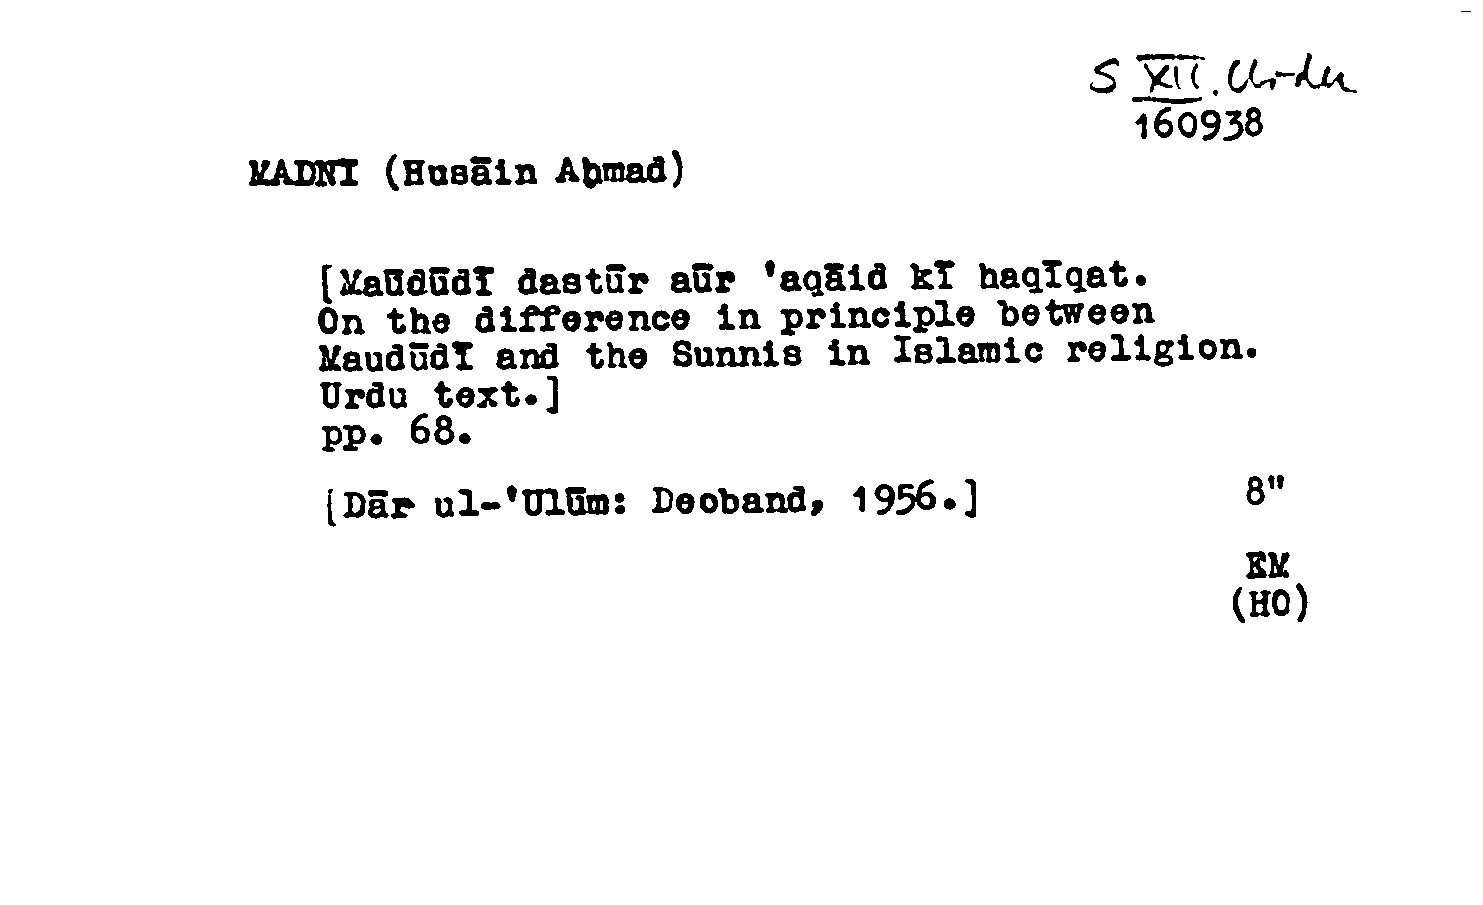 S XII. Urdu
160938
MADNI (Husāin Aḥmad)
[Maūdūdī dastūr aūr 'aqāid kī haqīqat.
On the difference in principle between
Maudūdī and the Sunnis in Islamic religion.
Urdu text.]
pp. 68.
[Dār ul-'Ulūm: Deoband, 1956.] 8"
EM
(HO)